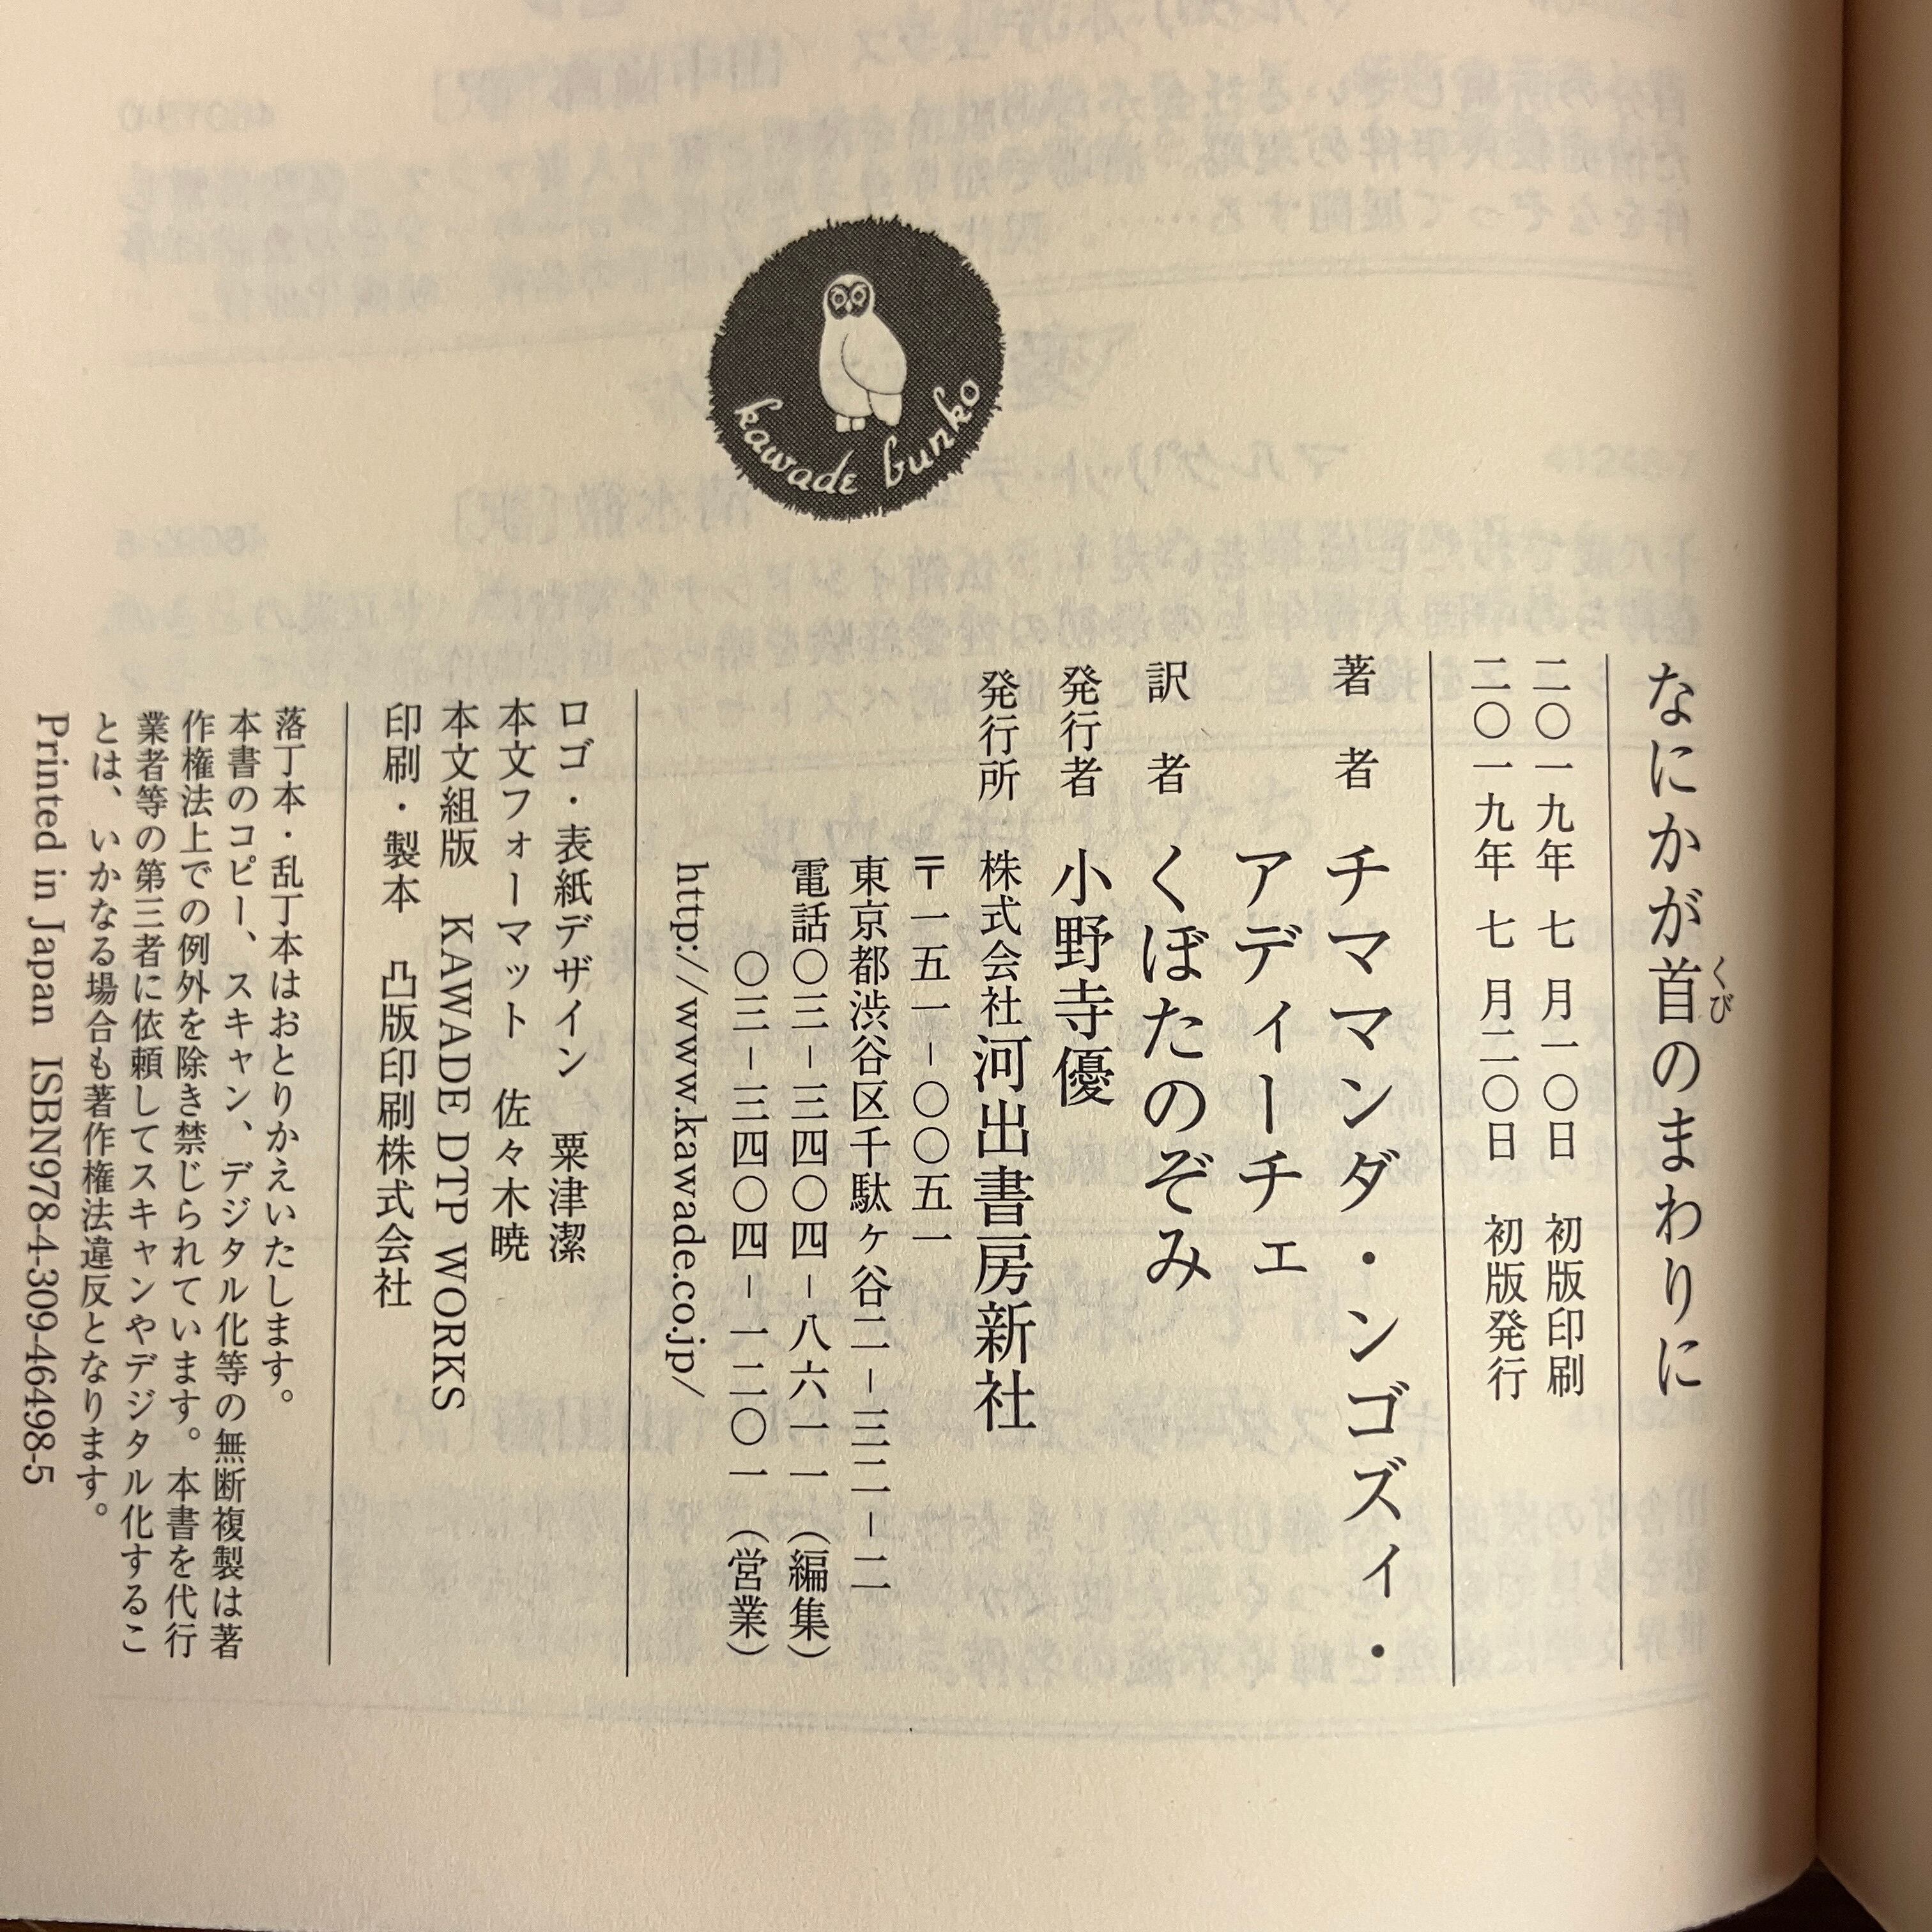 kawade bunko
なにかが首のまわりに
くび
二〇一九年 七 月一〇日 初版印刷
二〇一九年 七 月二〇日 初版発行
著 者 チママンダ・ンゴズィ・
アディーチェ
訳 者 くぼたのぞみ
発行者 小野寺優
発行所 株式会社河出書房新社
〒一五一-〇〇五一
東京都渋谷区千駄ヶ谷二-三二-二
電話〇三-三四〇四-八六一一(編集)
〇三-三四〇四-一二〇一(営業)
http://www.kawade.co.jp/
ロゴ・表紙デザイン 粟津潔
本文フォーマット 佐々木暁
本文組版 KAWADE DTP WORKS
印刷・製本 凸版印刷株式会社
落丁本・乱丁本はおとりかえいたします。
本書のコピー、スキャン、デジタル化等の無断複製は著
作権法上での例外を除き禁じられています。本書を代行
業者等の第三者に依頼してスキャンやデジタル化するこ
とは、いかなる場合も著作権法違反となります。
Printed in Japan ISBN978-4-309-46498-5